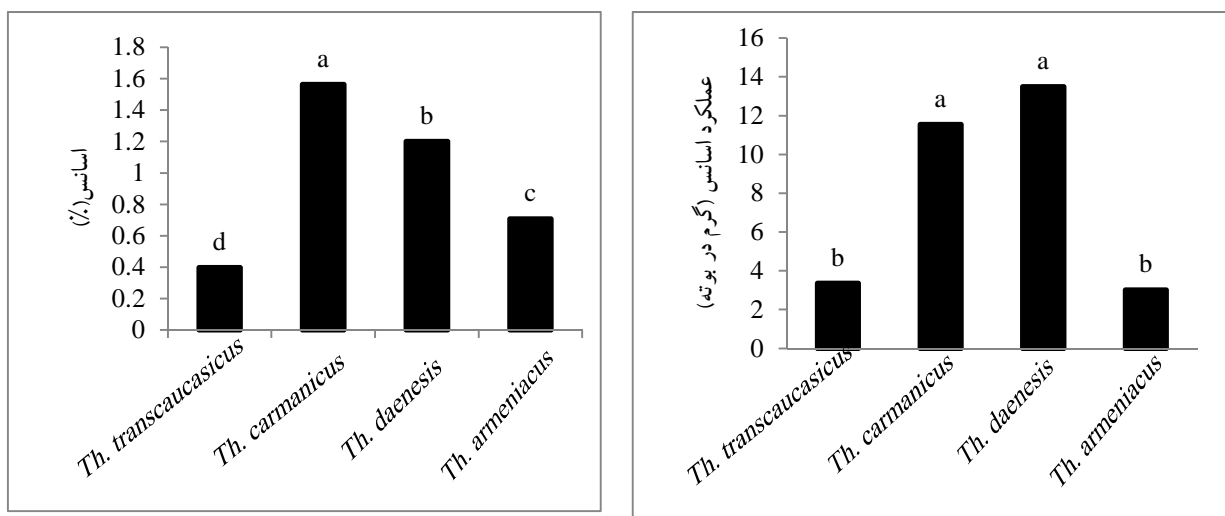 اسانس(٪)
1.8
1.6
1.4
1.2
1
0.8
0.6
0.4
0.2
0
d
a
b
c
Th. transcaucasicus
Th. carmanicus
Th. daenesis
Th. armeniacus
عملکرد اسانس (گرم در بوته)
16
14
12
10
8
6
4
2
0
b
a
a
b
Th. transcaucasicus
Th. carmanicus
Th. daenesis
Th. armeniacus